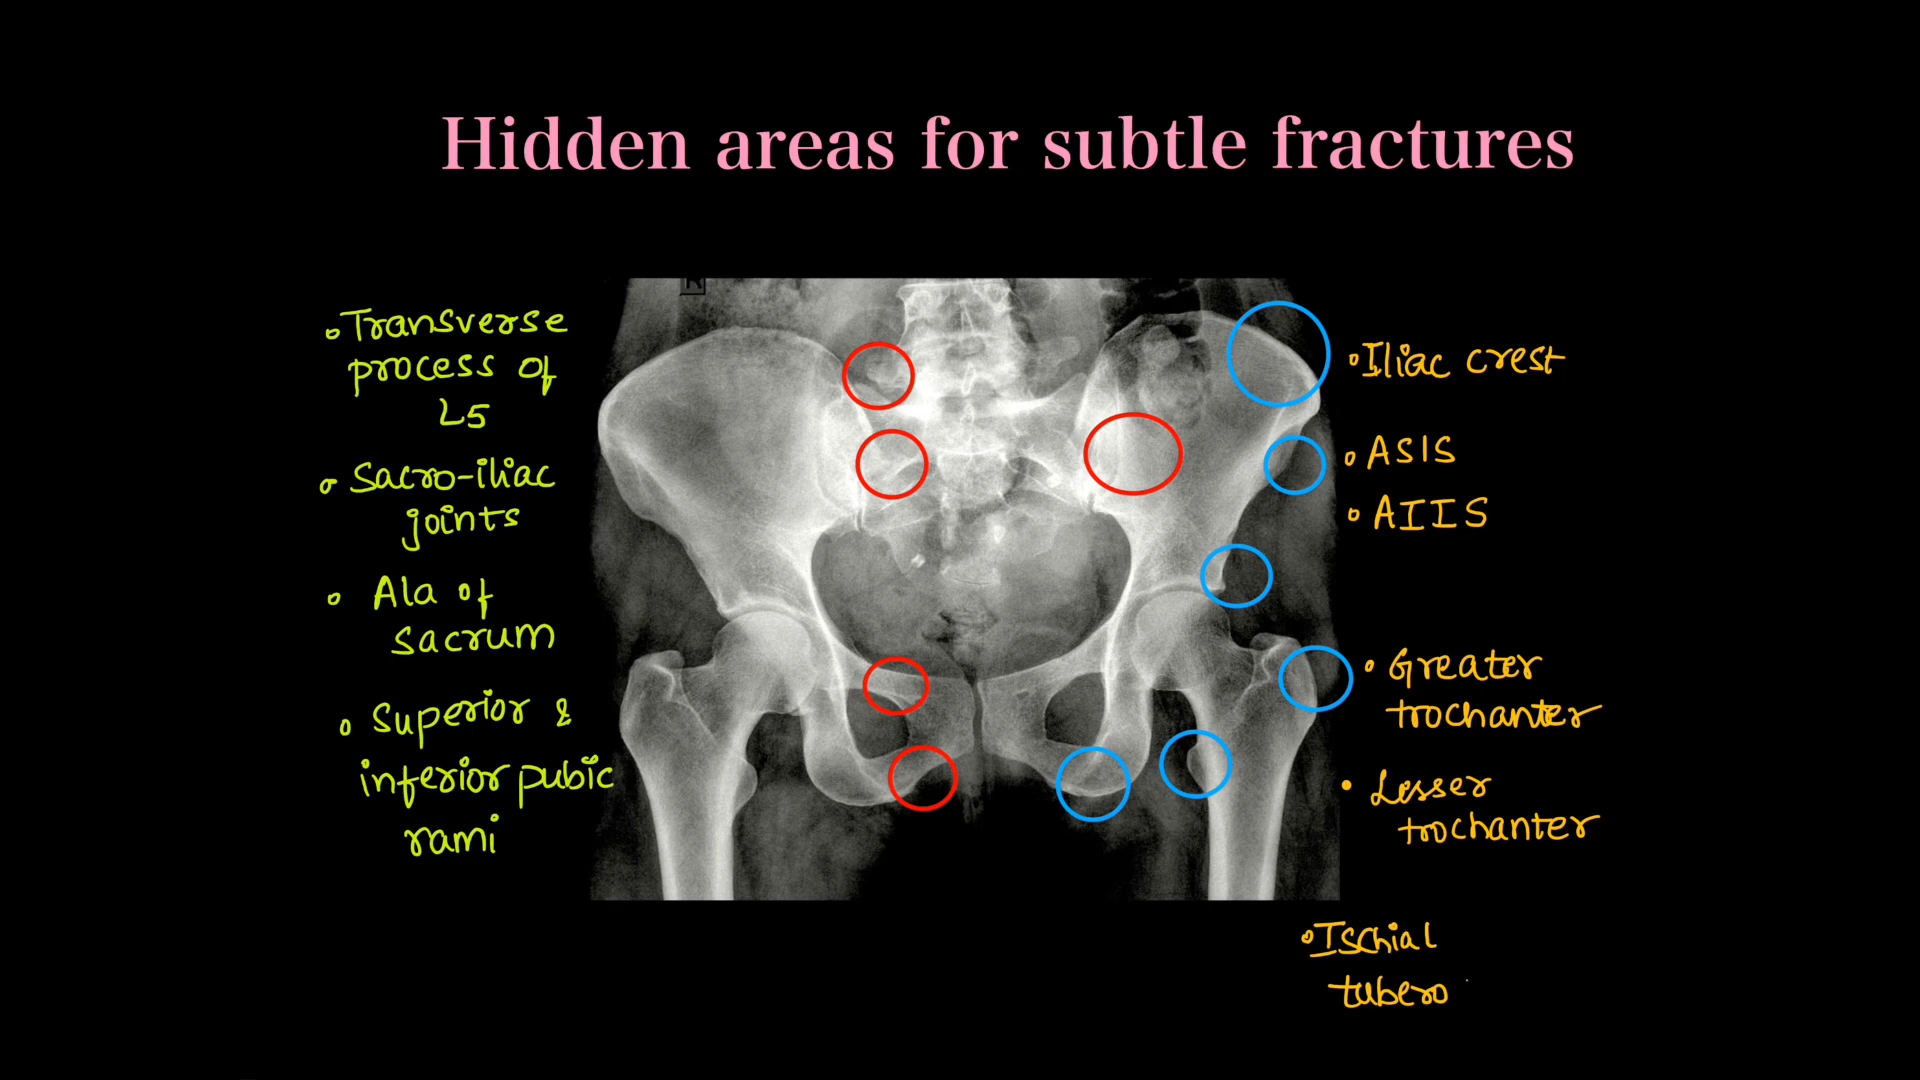 Hidden areas for subtle fractures
R
• Transverse
process of
L5
• Sacro-iliac
joints
• Ala of
sacrum
• Superior &
inferior pubic
rami
• Iliac crest
• ASIS
• AIIS
• Greater
trochanter
• Lesser
trochanter
• Ischial
tubero